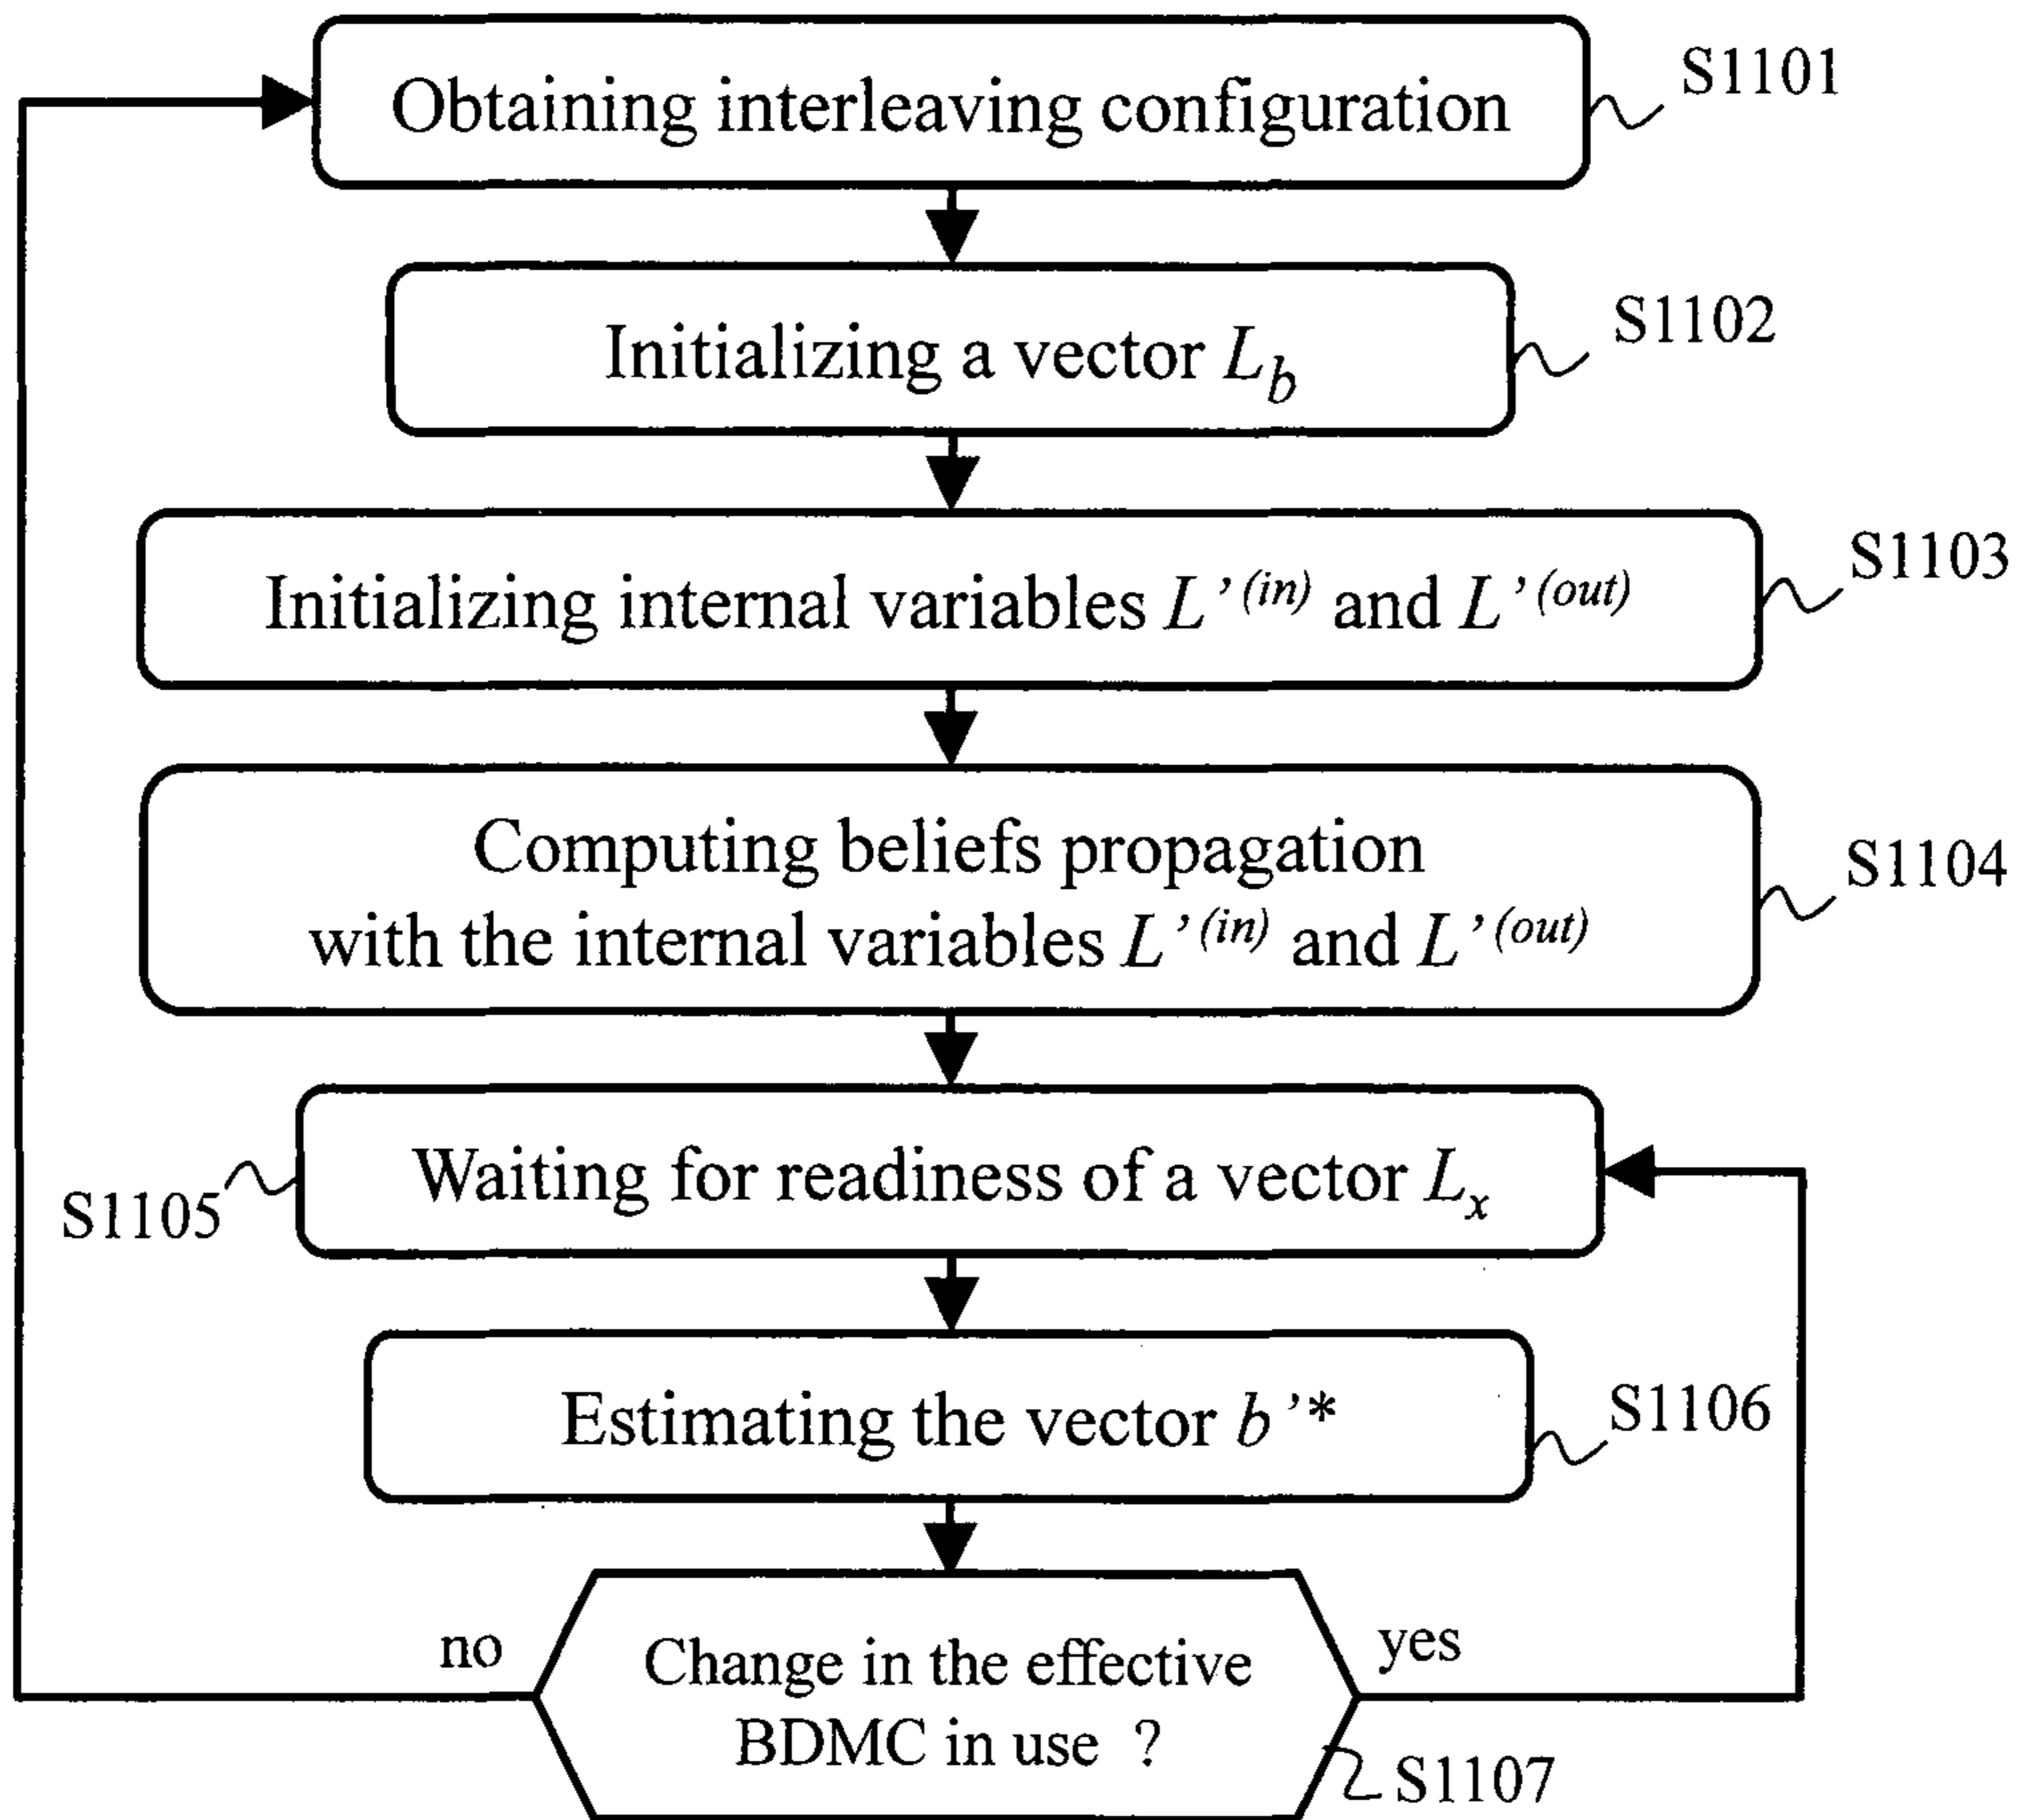 Obtaining interleaving configuration
S1101
Initializing a vector L_b
S1102
Initializing internal variables L'^(in) and L'^(out)
S1103
Computing beliefs propagation
with the internal variables L'^(in) and L'^(out)
S1104
Waiting for readiness of a vector L_x
S1105
Estimating the vector b'*
S1106
no
Change in the effective
BDMC in use ?
yes
S1107